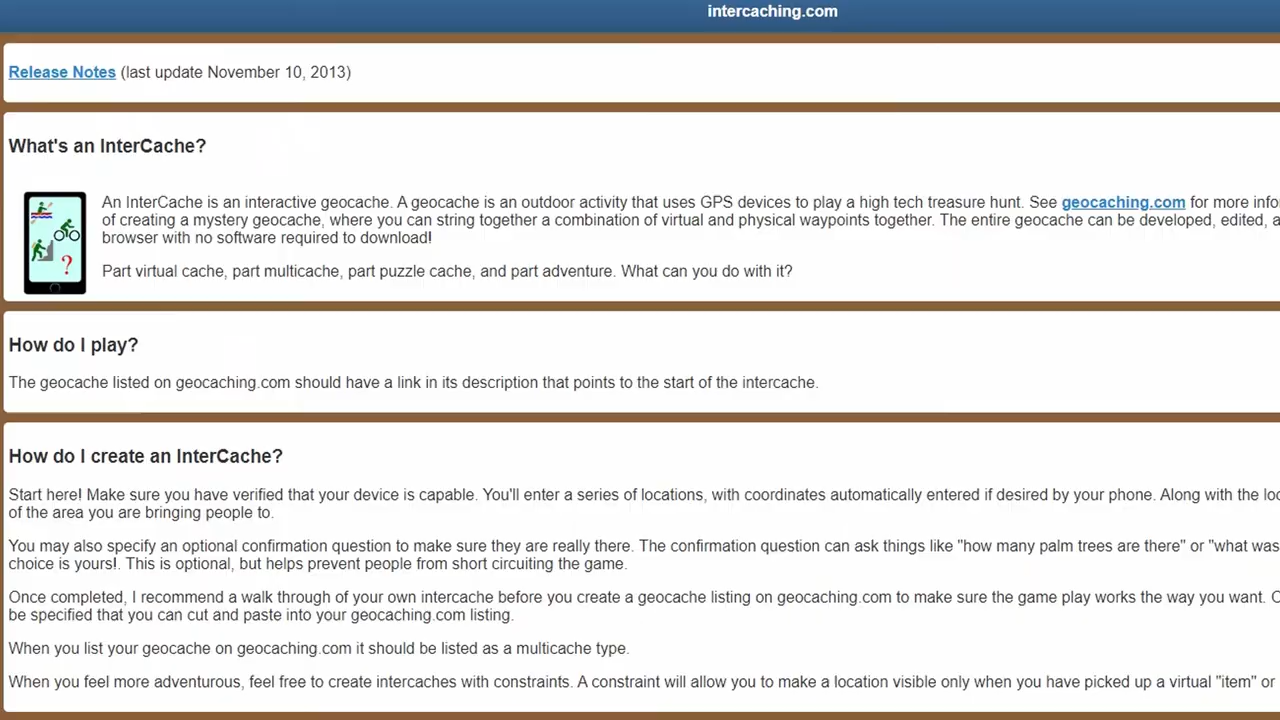 intercaching.com
Release Notes (last update November 10, 2013)
What's an InterCache?
An InterCache is an interactive geocache. A geocache is an outdoor activity that uses GPS devices to play a high tech treasure hunt. See geocaching.com for more info
of creating a mystery geocache, where you can string together a combination of virtual and physical waypoints together. The entire geocache can be developed, edited, a
browser with no software required to download!
?
Part virtual cache, part multicache, part puzzle cache, and part adventure. What can you do with it?
How do I play?
The geocache listed on geocaching.com should have a link in its description that points to the start of the intercache.
How do I create an InterCache?
Start here! Make sure you have verified that your device is capable. You'll enter a series of locations, with coordinates automatically entered if desired by your phone. Along with the loc
of the area you are bringing people to.
You may also specify an optional confirmation question to make sure they are really there. The confirmation question can ask things like "how many palm trees are there" or "what was
choice is yours!. This is optional, but helps prevent people from short circuiting the game.
Once completed, I recommend a walk through of your own intercache before you create a geocache listing on geocaching.com to make sure the game play works the way you want. C
be specified that you can cut and paste into your geocaching.com listing.
When you list your geocache on geocaching.com it should be listed as a multicache type.
When you feel more adventurous, feel free to create intercaches with constraints. A constraint will allow you to make a location visible only when you have picked up a virtual "item" or